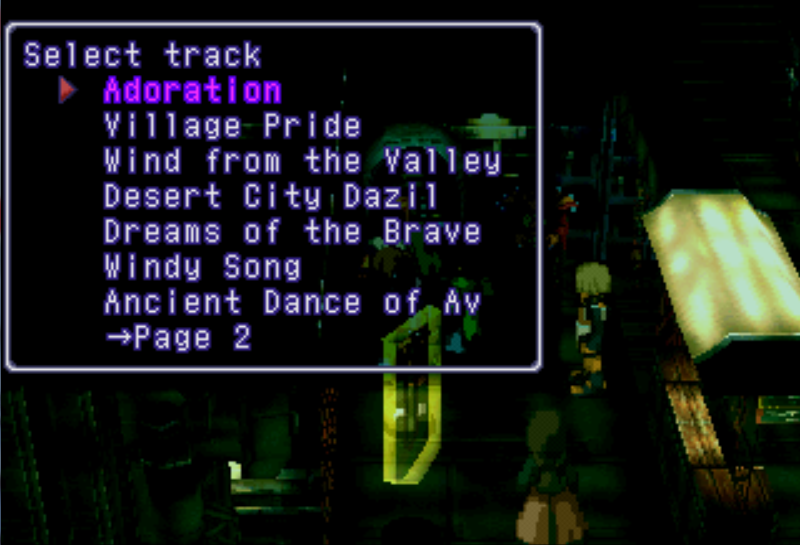 Select track
Adoration
Village Pride
Wind from the Valley
Desert City Dazil
Dreams of the Brave
Windy Song
Ancient Dance of Av
→Page 2